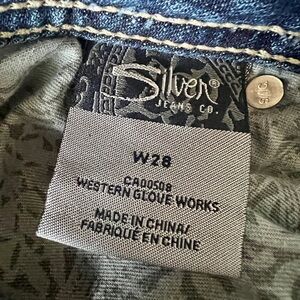 Silver
JEANS CO.
W28
CA00508
WESTERN GLOVE WORKS
MADE IN CHINA/
FABRIQUÉ EN CHINE